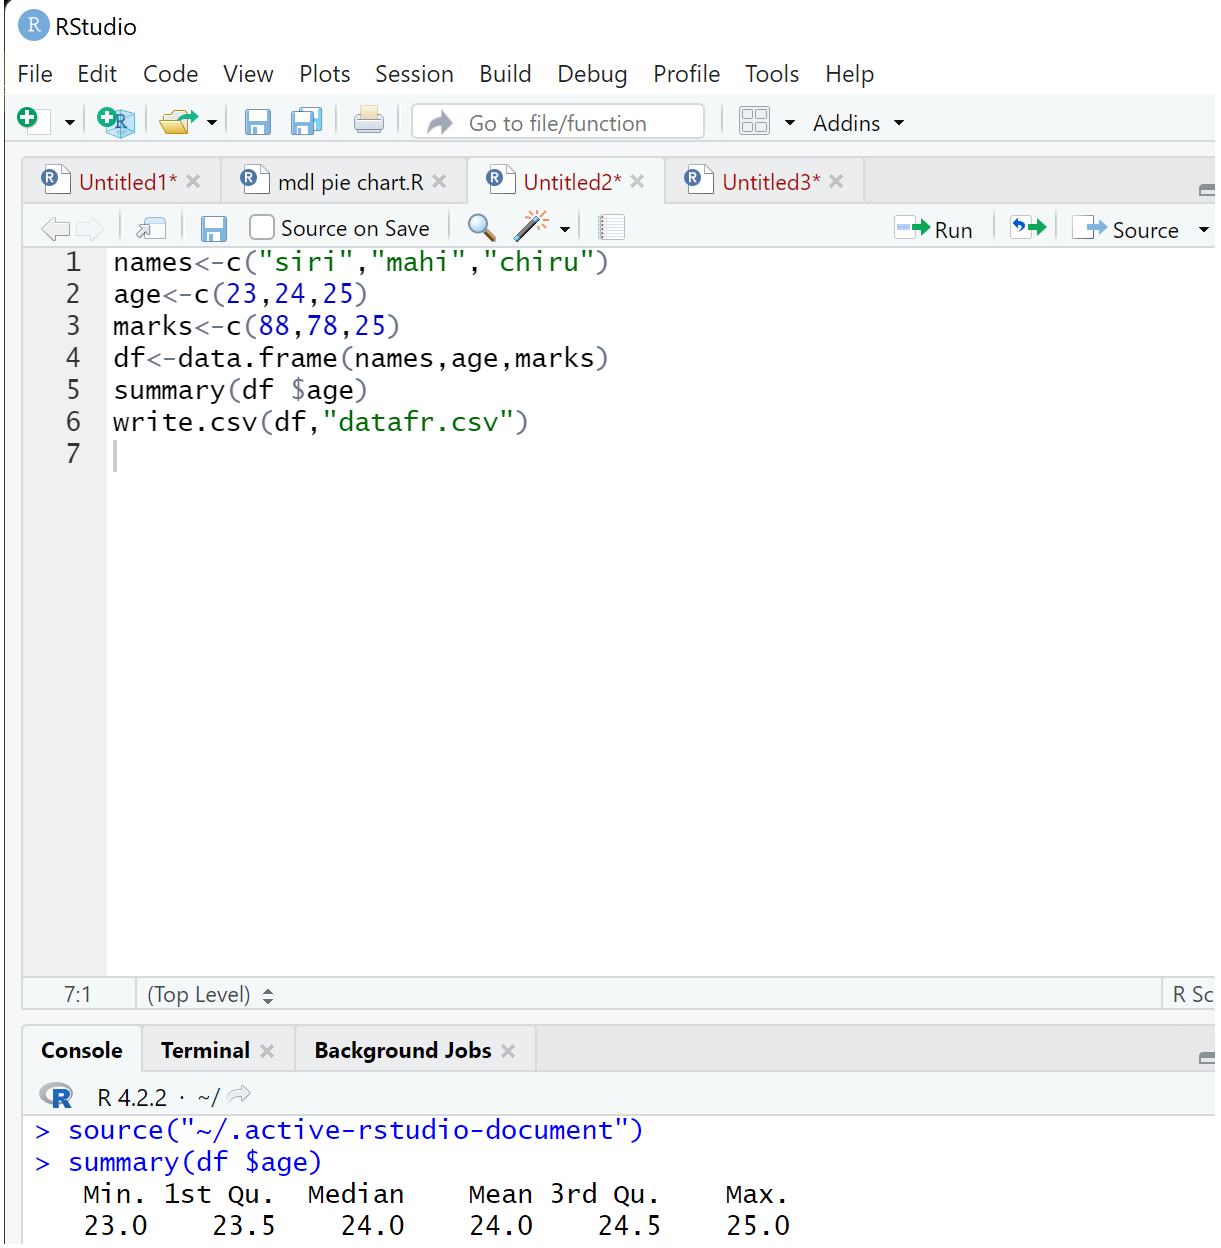 RStudio
File Edit Code View Plots Session Build Debug Profile Tools Help
Go to file/function Addins
Untitled1* mdl pie chart.R Untitled2* Untitled3*
Source on Save Run Source
1 names<-c("siri","mahi","chiru")
2 age<-c(23,24,25)
3 marks<-c(88,78,25)
4 df<-data.frame(names,age,marks)
5 summary(df $age)
6 write.csv(df,"datafr.csv")
7
7:1 (Top Level) R Sc
Console Terminal Background Jobs
R 4.2.2 · ~/
> source("~/.active-rstudio-document")
> summary(df $age)
Min. 1st Qu. Median Mean 3rd Qu. Max.
23.0 23.5 24.0 24.0 24.5 25.0